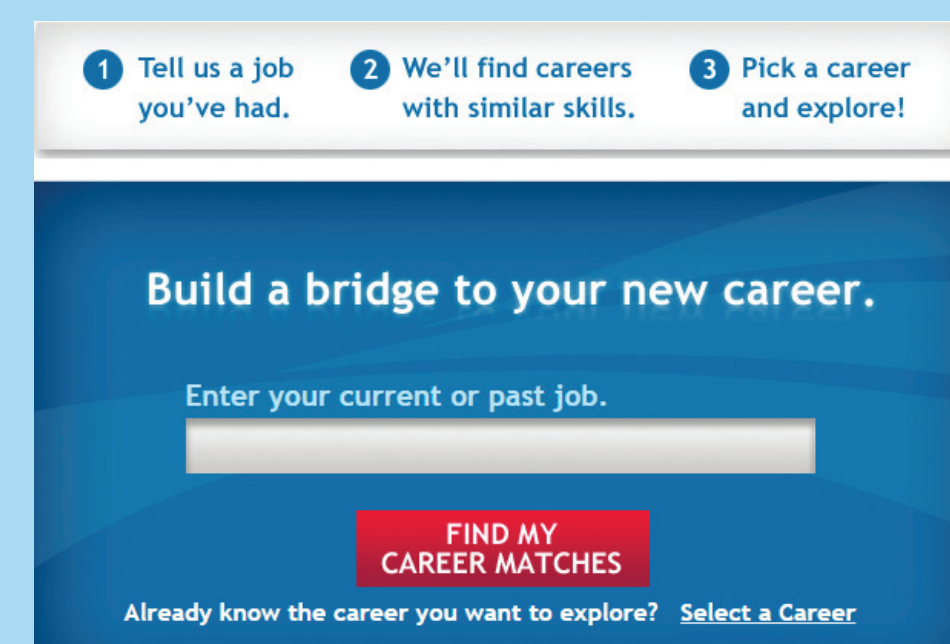 1 Tell us a job
you've had.
2 We'll find careers
with similar skills.
3 Pick a career
and explore!
Build a bridge to your new career.
Enter your current or past job.
FIND MY
CAREER MATCHES
Already know the career you want to explore? Select a Career